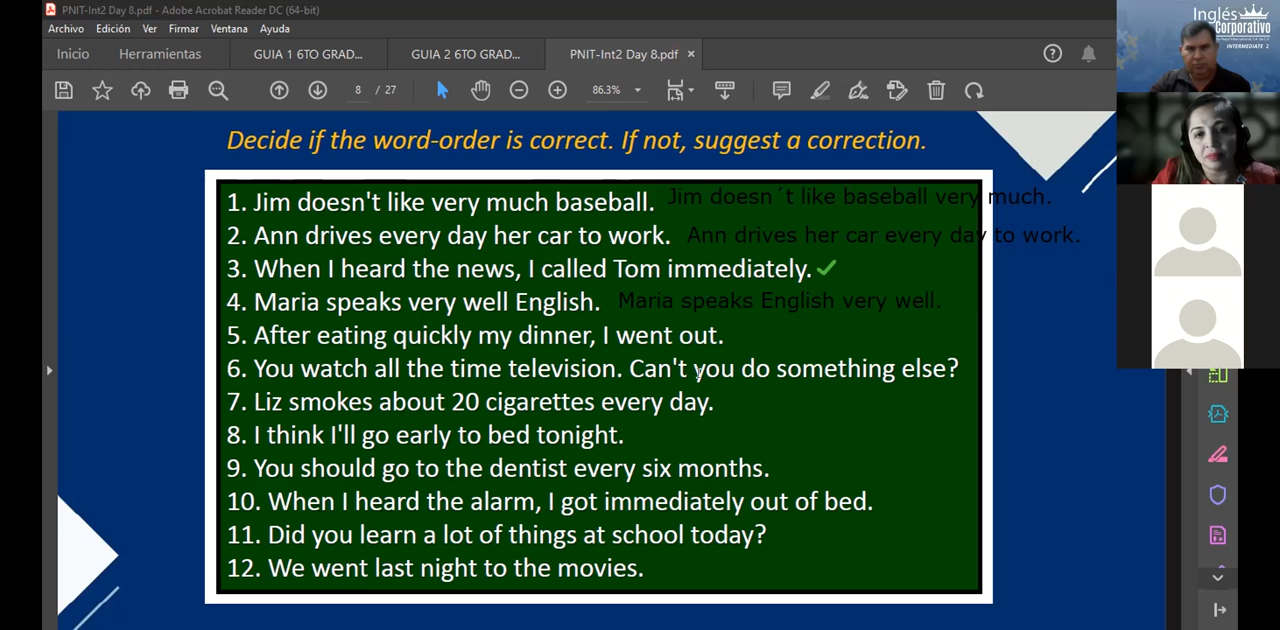 PNIT-Int2 Day 8.pdf - Adobe Acrobat Reader DC (64-bit)
Archivo Edición Ver Firmar Ventana Ayuda
Inicio Herramientas GUIA 1 6TO GRAD... GUIA 2 6TO GRAD... PNIT-Int2 Day 8.pdf ×
8 / 27 86.3%
Inglés
Corporativo
INTERMEDIATE 2
Decide if the word-order is correct. If not, suggest a correction.
1. Jim doesn't like very much baseball. Jim doesn´t like baseball very much.
2. Ann drives every day her car to work. Ann drives her car every day to work.
3. When I heard the news, I called Tom immediately.
4. Maria speaks very well English. Maria speaks English very well.
5. After eating quickly my dinner, I went out.
6. You watch all the time television. Can't you do something else?
7. Liz smokes about 20 cigarettes every day.
8. I think I'll go early to bed tonight.
9. You should go to the dentist every six months.
10. When I heard the alarm, I got immediately out of bed.
11. Did you learn a lot of things at school today?
12. We went last night to the movies.